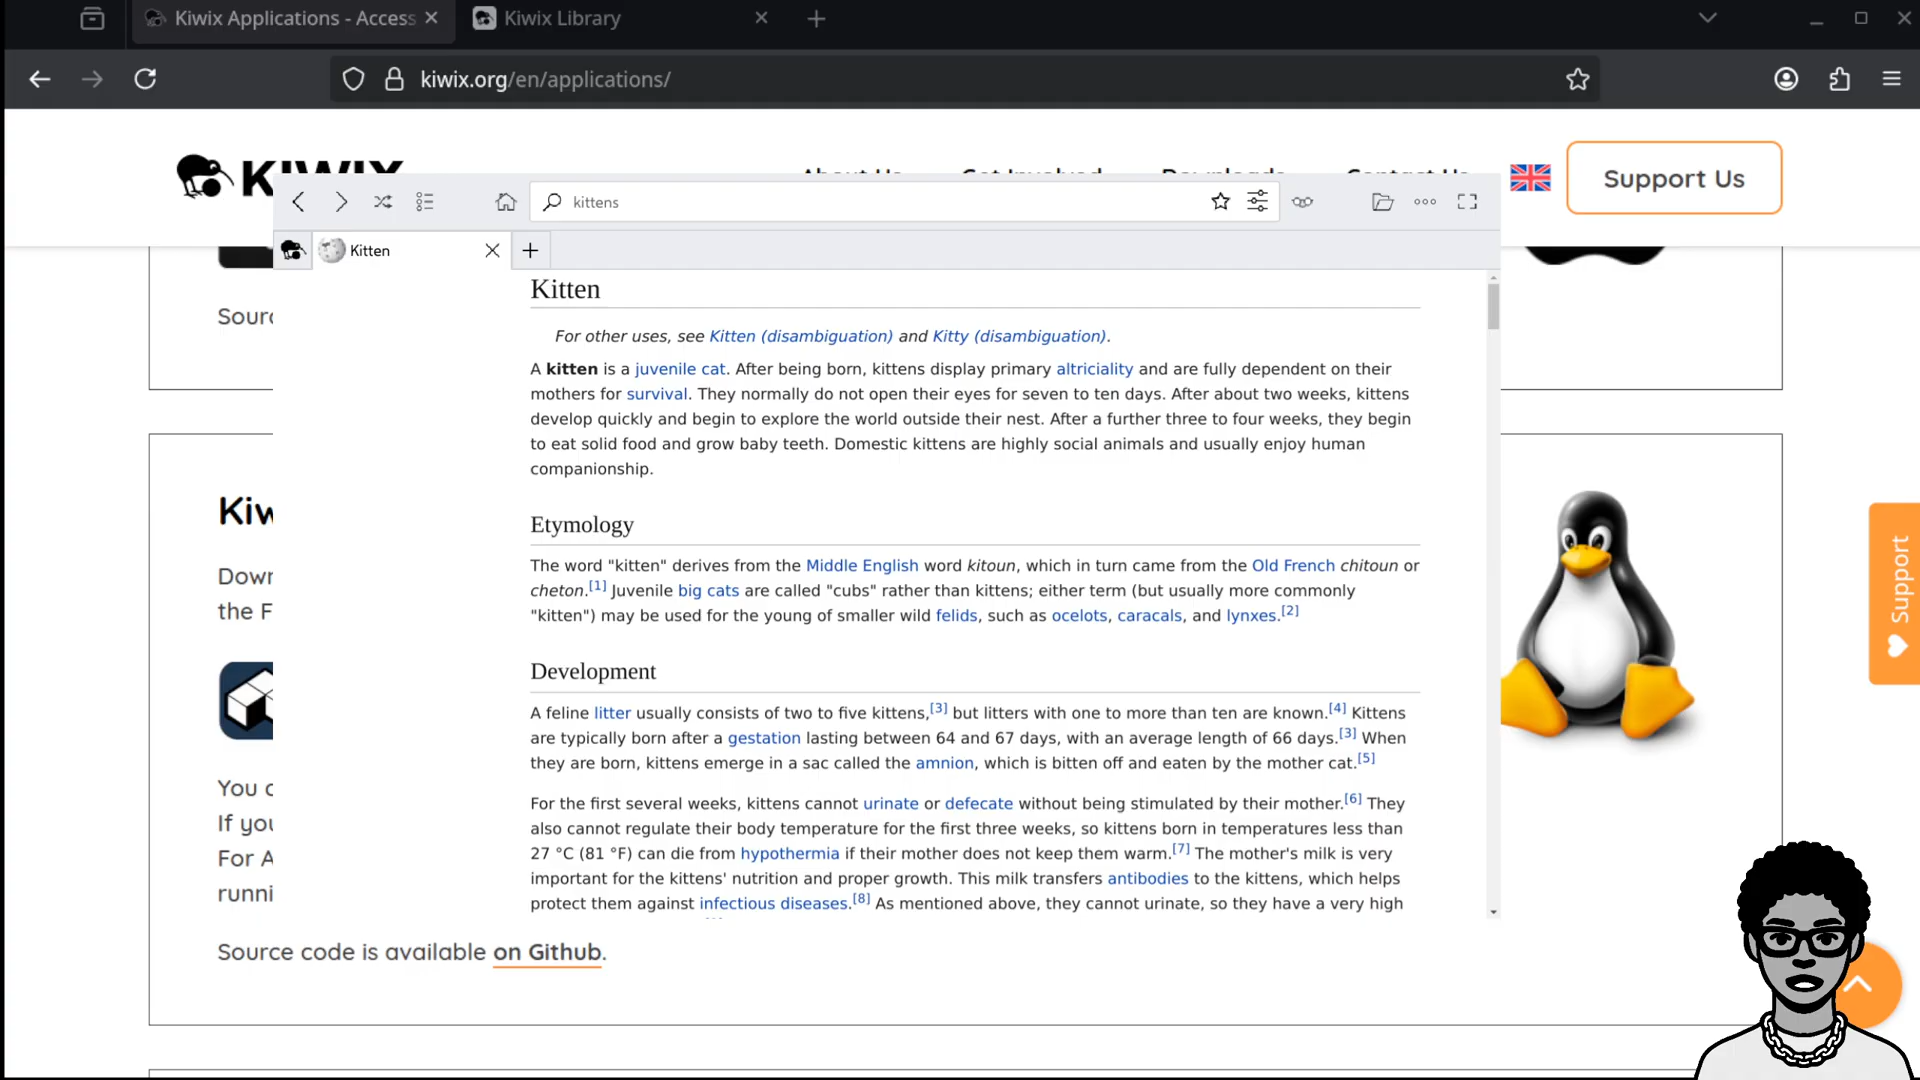 Kiwix Applications - Access
Kiwix Library
kiwix.org/en/applications/
KIWIX
About Us
Get Involved
Downloads
Contact Us
Support Us
kittens
Kitten
Kitten
For other uses, see Kitten (disambiguation) and Kitty (disambiguation).
A kitten is a juvenile cat. After being born, kittens display primary altriciality and are fully dependent on their
mothers for survival. They normally do not open their eyes for seven to ten days. After about two weeks, kittens
develop quickly and begin to explore the world outside their nest. After a further three to four weeks, they begin
to eat solid food and grow baby teeth. Domestic kittens are highly social animals and usually enjoy human
companionship.
Etymology
The word "kitten" derives from the Middle English word kitoun, which in turn came from the Old French chitoun or
cheton.[1] Juvenile big cats are called "cubs" rather than kittens; either term (but usually more commonly
"kitten") may be used for the young of smaller wild felids, such as ocelots, caracals, and lynxes.[2]
Development
A feline litter usually consists of two to five kittens,[3] but litters with one to more than ten are known.[4] Kittens
are typically born after a gestation lasting between 64 and 67 days, with an average length of 66 days.[3] When
they are born, kittens emerge in a sac called the amnion, which is bitten off and eaten by the mother cat.[5]
For the first several weeks, kittens cannot urinate or defecate without being stimulated by their mother.[6] They
also cannot regulate their body temperature for the first three weeks, so kittens born in temperatures less than
27 °C (81 °F) can die from hypothermia if their mother does not keep them warm.[7] The mother's milk is very
important for the kittens' nutrition and proper growth. This milk transfers antibodies to the kittens, which helps
protect them against infectious diseases.[8] As mentioned above, they cannot urinate, so they have a very high
Sourc
Kiw
Down
the F
You c
If you
For A
runni
Source code is available on Github.
Support